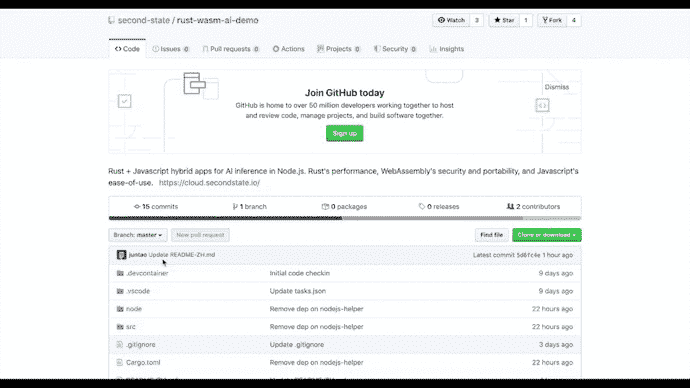 second-state / rust-wasm-ai-demo
Watch 3 Star 1 Fork 4
Code Issues 0 Pull requests 0 Actions Projects 0 Security 0 Insights
Join GitHub today
Dismiss
GitHub is home to over 50 million developers working together to host
and review code, manage projects, and build software together.
Sign up
Rust + Javascript hybrid apps for AI inference in Node.js. Rust's performance, WebAssembly's security and portability, and Javascript's
ease-of-use. https://cloud.secondstate.io/
15 commits 1 branch 0 packages 0 releases 2 contributors
Branch: master New pull request Find file Clone or download
juntao Update README-ZH.md Latest commit 5d6fc4e 1 hour ago
.devcontainer Initial code checkin 9 days ago
.vscode Update tasks.json 9 days ago
node Remove dep on nodejs-helper 22 hours ago
src Remove dep on nodejs-helper 22 hours ago
.gitignore Update .gitignore 3 days ago
Cargo.toml Remove dep on nodejs-helper 22 hours ago